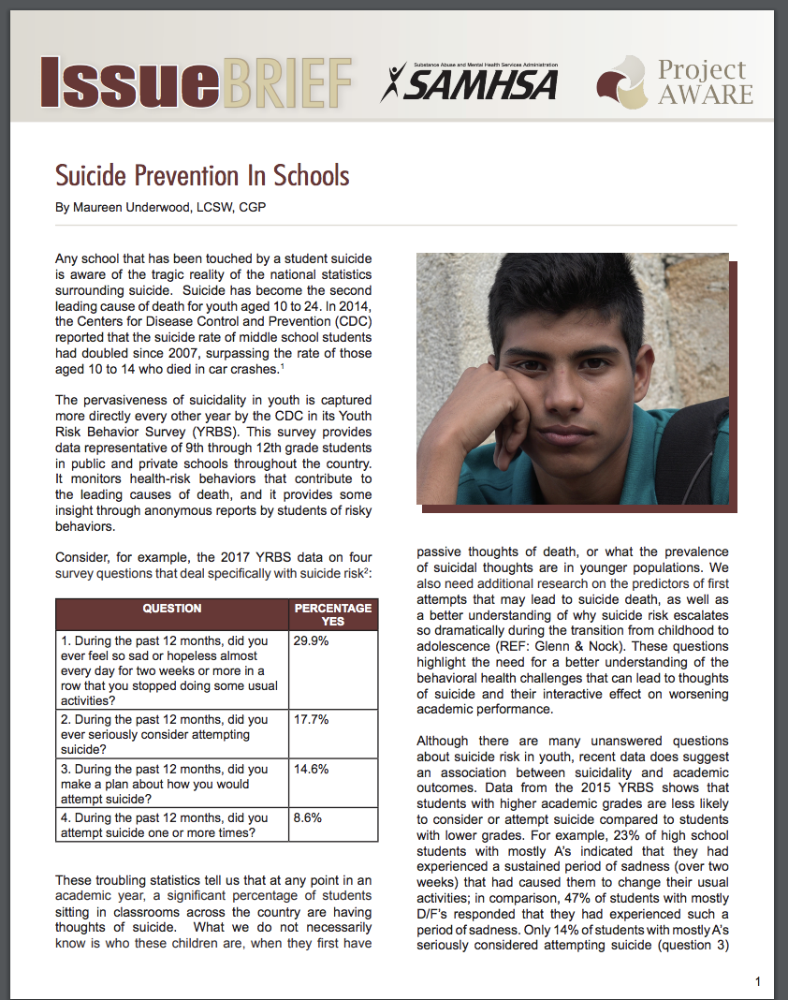 IssueBRIEF
Substance Abuse and Mental Health Services Administration
SAMHSA
Project
AWARE
Suicide Prevention In Schools
By Maureen Underwood, LCSW, CGP
Any school that has been touched by a student suicide
is aware of the tragic reality of the national statistics
surrounding suicide. Suicide has become the second
leading cause of death for youth aged 10 to 24. In 2014,
the Centers for Disease Control and Prevention (CDC)
reported that the suicide rate of middle school students
had doubled since 2007, surpassing the rate of those
aged 10 to 14 who died in car crashes.¹
The pervasiveness of suicidality in youth is captured
more directly every other year by the CDC in its Youth
Risk Behavior Survey (YRBS). This survey provides
data representative of 9th through 12th grade students
in public and private schools throughout the country.
It monitors health-risk behaviors that contribute to
the leading causes of death, and it provides some
insight through anonymous reports by students of risky
behaviors.
Consider, for example, the 2017 YRBS data on four
survey questions that deal specifically with suicide risk²:
QUESTION
PERCENTAGE
YES
1. During the past 12 months, did you
ever feel so sad or hopeless almost
every day for two weeks or more in a
row that you stopped doing some usual
activities?
29.9%
2. During the past 12 months, did you
ever seriously consider attempting
suicide?
17.7%
3. During the past 12 months, did you
make a plan about how you would
attempt suicide?
14.6%
4. During the past 12 months, did you
attempt suicide one or more times?
8.6%
These troubling statistics tell us that at any point in an
academic year, a significant percentage of students
sitting in classrooms across the country are having
thoughts of suicide. What we do not necessarily
know is who these children are, when they first have
passive thoughts of death, or what the prevalence
of suicidal thoughts are in younger populations. We
also need additional research on the predictors of first
attempts that may lead to suicide death, as well as
a better understanding of why suicide risk escalates
so dramatically during the transition from childhood to
adolescence (REF: Glenn & Nock). These questions
highlight the need for a better understanding of the
behavioral health challenges that can lead to thoughts
of suicide and their interactive effect on worsening
academic performance.
Although there are many unanswered questions
about suicide risk in youth, recent data does suggest
an association between suicidality and academic
outcomes. Data from the 2015 YRBS shows that
students with higher academic grades are less likely
to consider or attempt suicide compared to students
with lower grades. For example, 23% of high school
students with mostly A's indicated that they had
experienced a sustained period of sadness (over two
weeks) that had caused them to change their usual
activities; in comparison, 47% of students with mostly
D/F's responded that they had experienced such a
period of sadness. Only 14% of students with mostly A's
seriously considered attempting suicide (question 3)
1